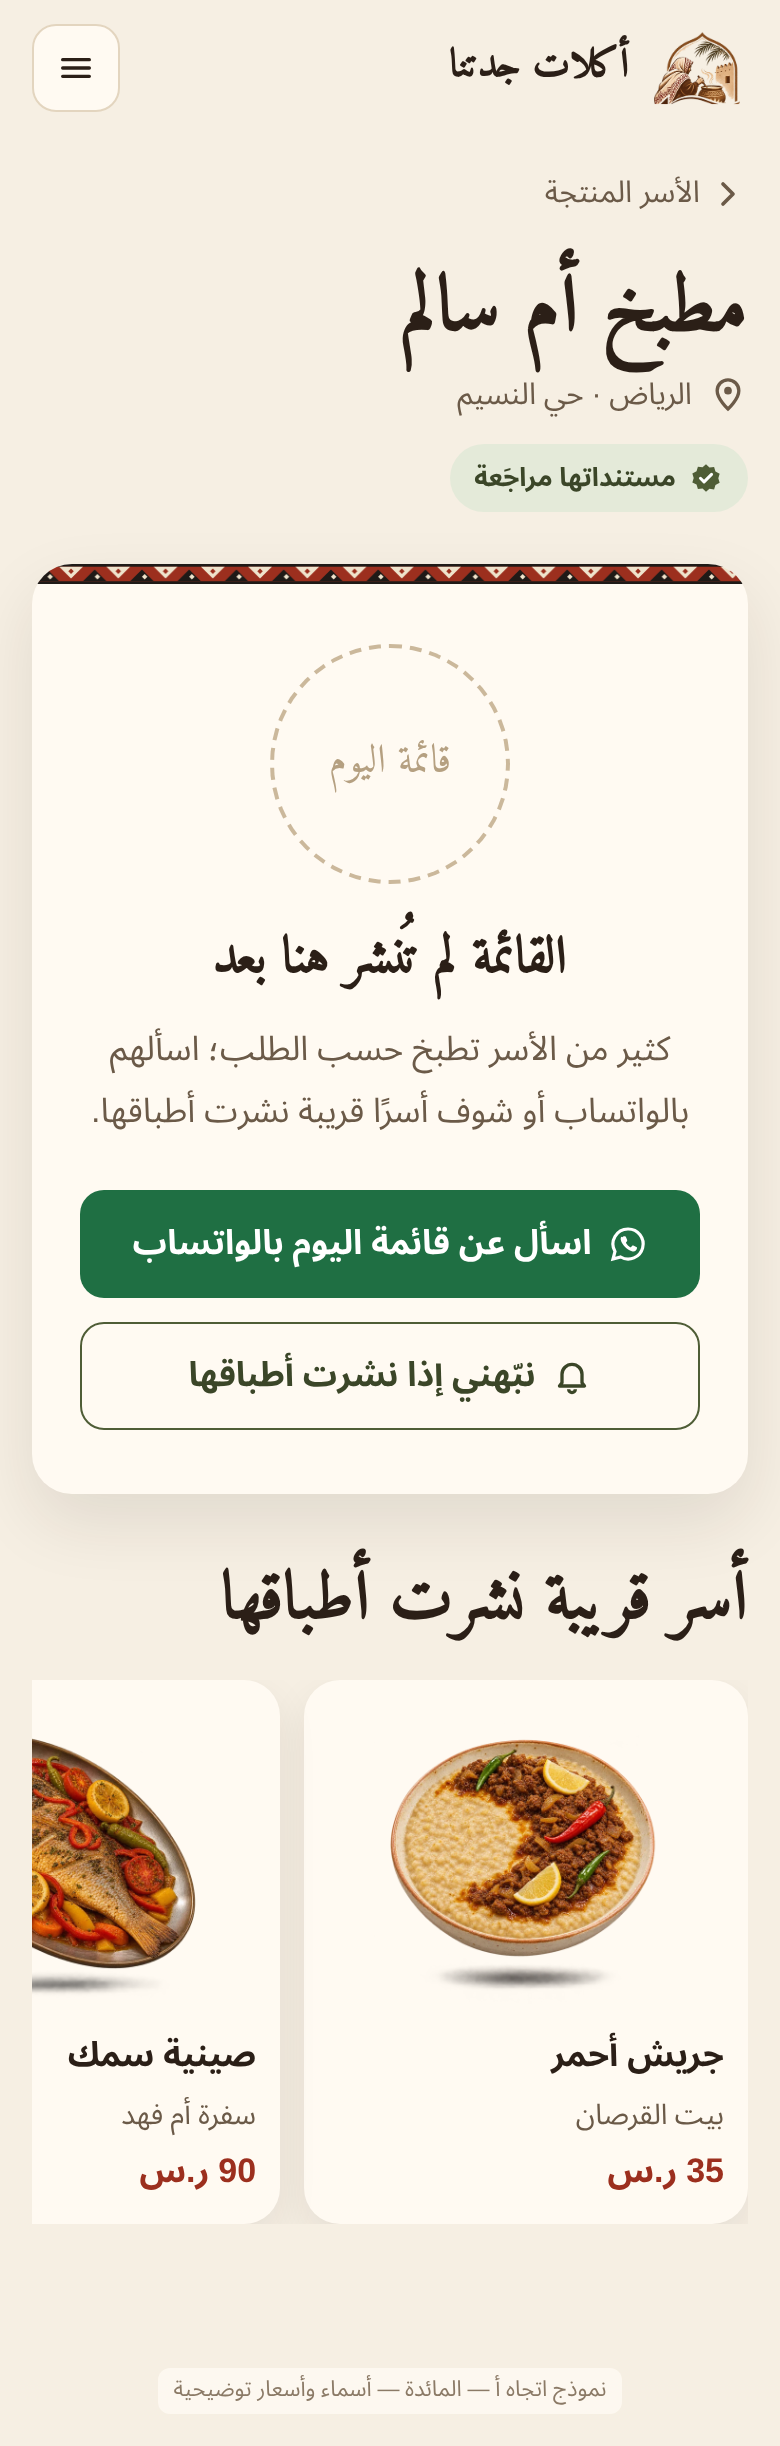 أكلات جدتنا
الأسر المنتجة
مطبخ أم سالم
الرياض · حي النسيم
مستنداتها مراجَعة
قائمة اليوم
القائمة لم تُنشر هنا بعد
كثير من الأسر تطبخ حسب الطلب؛ اسألهم
بالواتساب أو شوف أسرًا قريبة نشرت أطباقها.
اسأل عن قائمة اليوم بالواتساب
نبّهني إذا نشرت أطباقها
أسر قريبة نشرت أطباقها
جريش أحمر
بيت القرصان
35 ر.س
صينية سمك
سفرة أم فهد
90 ر.س
نموذج اتجاه أ — المائدة — أسماء وأسعار توضيحية